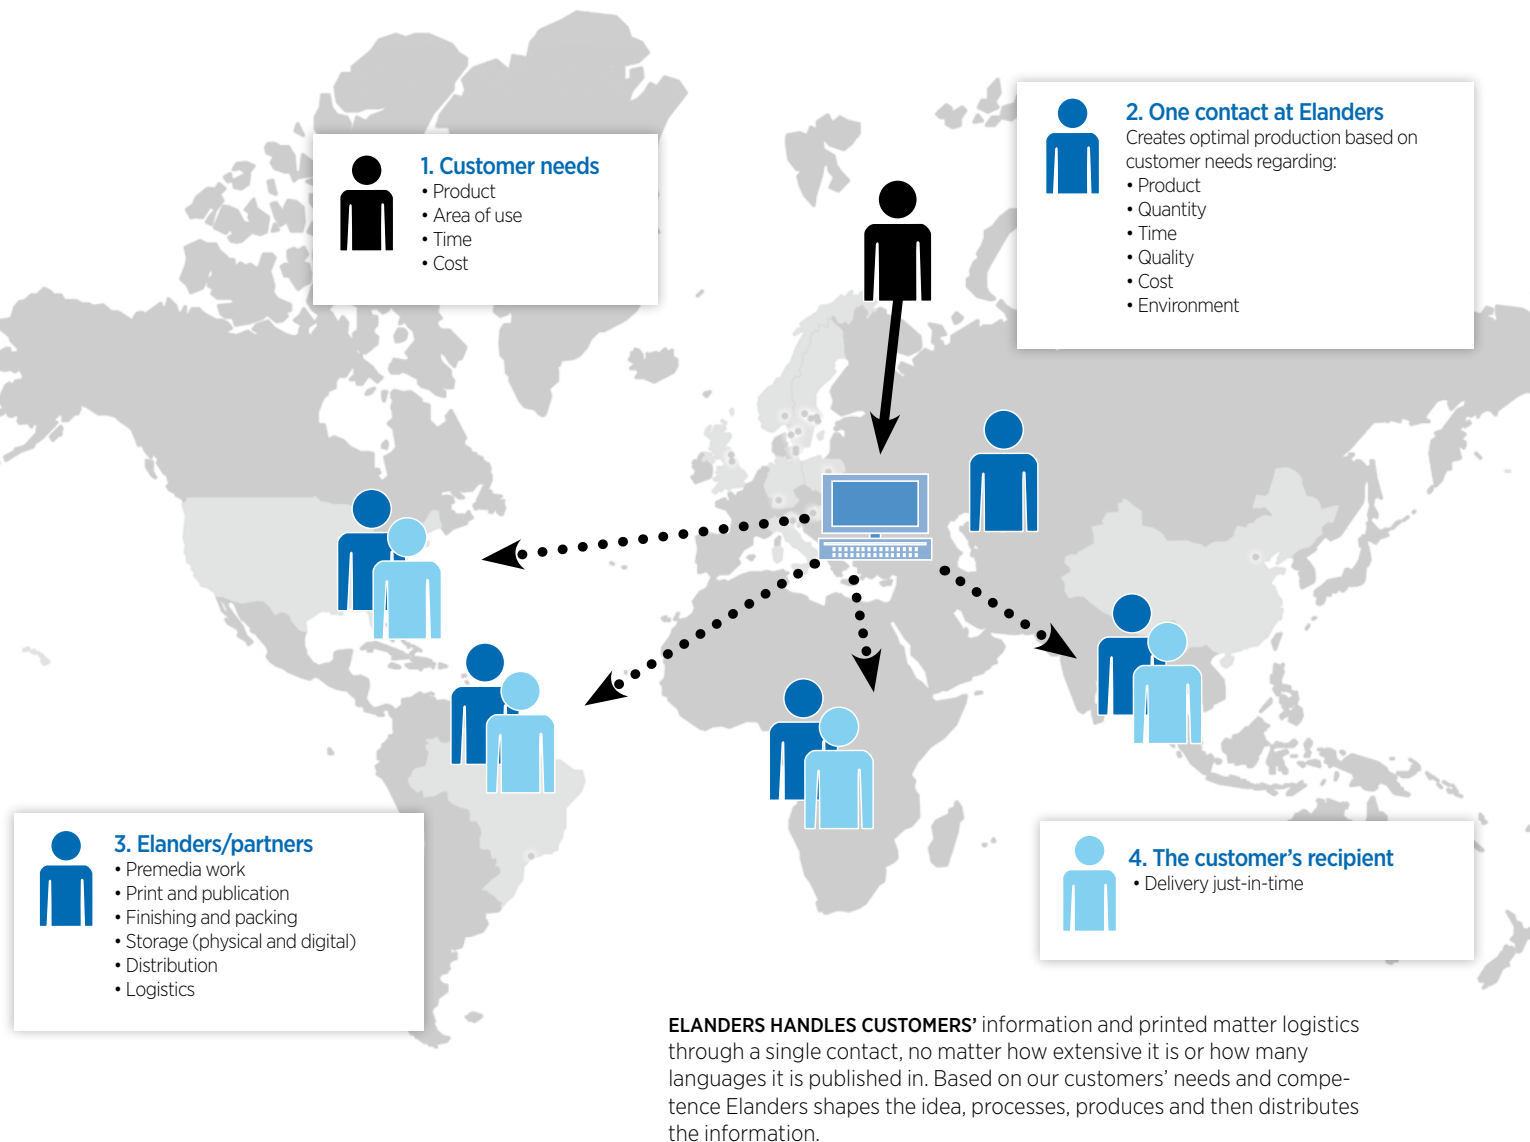 1. Customer needs
• Product
• Area of use
• Time
• Cost
2. One contact at Elanders
Creates optimal production based on
customer needs regarding:
• Product
• Quantity
• Time
• Quality
• Cost
• Environment
3. Elanders/partners
• Premedia work
• Print and publication
• Finishing and packing
• Storage (physical and digital)
• Distribution
• Logistics
4. The customer’s recipient
• Delivery just-in-time
ELANDERS HANDLES CUSTOMERS’ information and printed matter logistics
through a single contact, no matter how extensive it is or how many
languages it is published in. Based on our customers’ needs and compe-
tence Elanders shapes the idea, processes, produces and then distributes
the information.